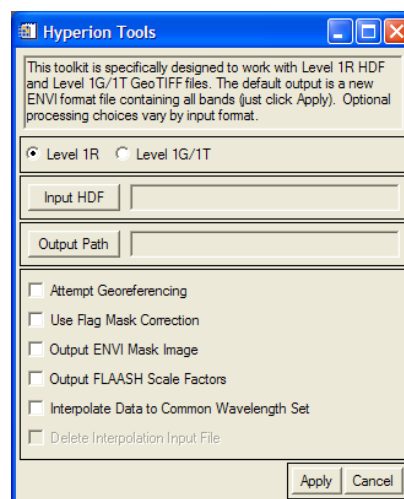 Hyperion Tools
This toolkit is specifically designed to work with Level 1R HDF
and Level 1G/1T GeoTIFF files. The default output is a new
ENVI format file containing all bands (just click Apply). Optional
processing choices vary by input format.
Level 1R Level 1G/1T
Input HDF
Output Path
Attempt Georeferencing
Use Flag Mask Correction
Output ENVI Mask Image
Output FLAASH Scale Factors
Interpolate Data to Common Wavelength Set
Delete Interpolation Input File
Apply Cancel